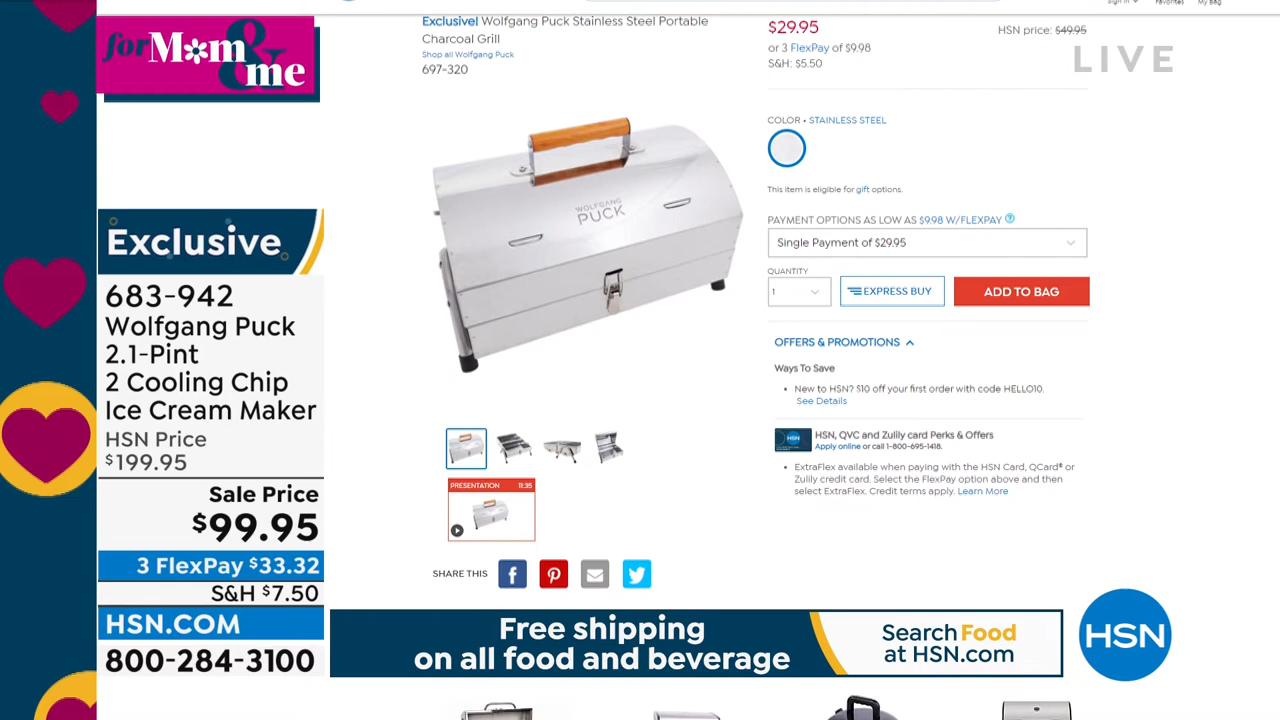 Sign in
Favorites
My Bag
for Mom
& me
Exclusive
683-942
Wolfgang Puck
2.1-Pint
2 Cooling Chip
Ice Cream Maker
HSN Price
$199.95
Sale Price
$99.95
3 FlexPay $33.32
S&H $7.50
HSN.COM
800-284-3100
Exclusive! Wolfgang Puck Stainless Steel Portable
Charcoal Grill
Shop all Wolfgang Puck
697-320
WOLFGANG
PUCK
PRESENTATION 11:35
SHARE THIS
$29.95
HSN price: $49.95
or 3 FlexPay of $9.98
S&H: $5.50
LIVE
COLOR • STAINLESS STEEL
This item is eligible for gift options.
PAYMENT OPTIONS AS LOW AS $9.98 W/FLEXPAY ?
Single Payment of $29.95
QUANTITY
1
EXPRESS BUY
ADD TO BAG
OFFERS & PROMOTIONS
Ways To Save
• New to HSN? $10 off your first order with code HELLO10.
See Details
HSN
HSN, QVC and Zulily card Perks & Offers
Apply online or call 1-800-695-1418.
• ExtraFlex available when paying with the HSN Card, QCard® or
Zulily credit card. Select the FlexPay option above and then
select ExtraFlex. Credit terms apply. Learn More
Free shipping
on all food and beverage
Search Food
at HSN.com
HSN